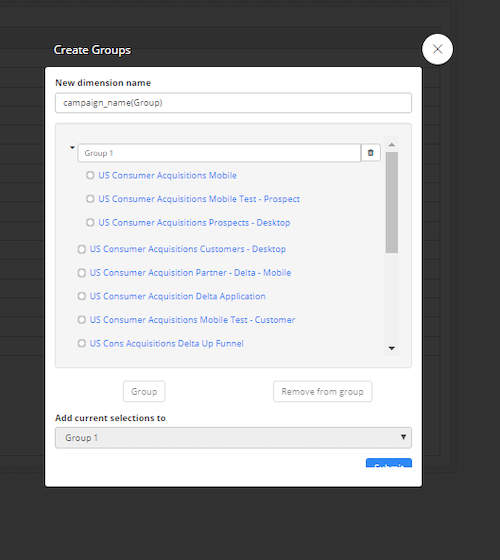 Create Groups
New dimension name
campaign_name(Group)
Group 1
US Consumer Acquisitions Mobile
US Consumer Acquisitions Mobile Test - Prospect
US Consumer Acquisitions Prospects - Desktop
US Consumer Acquisitions Customers - Desktop
US Consumer Acquisition Partner - Delta - Mobile
US Consumer Acquisition Delta Application
US Consumer Acquisitions Mobile Test - Customer
US Cons Acquisitions Delta Up Funnel
Group Remove from group
Add current selections to
Group 1
Submit